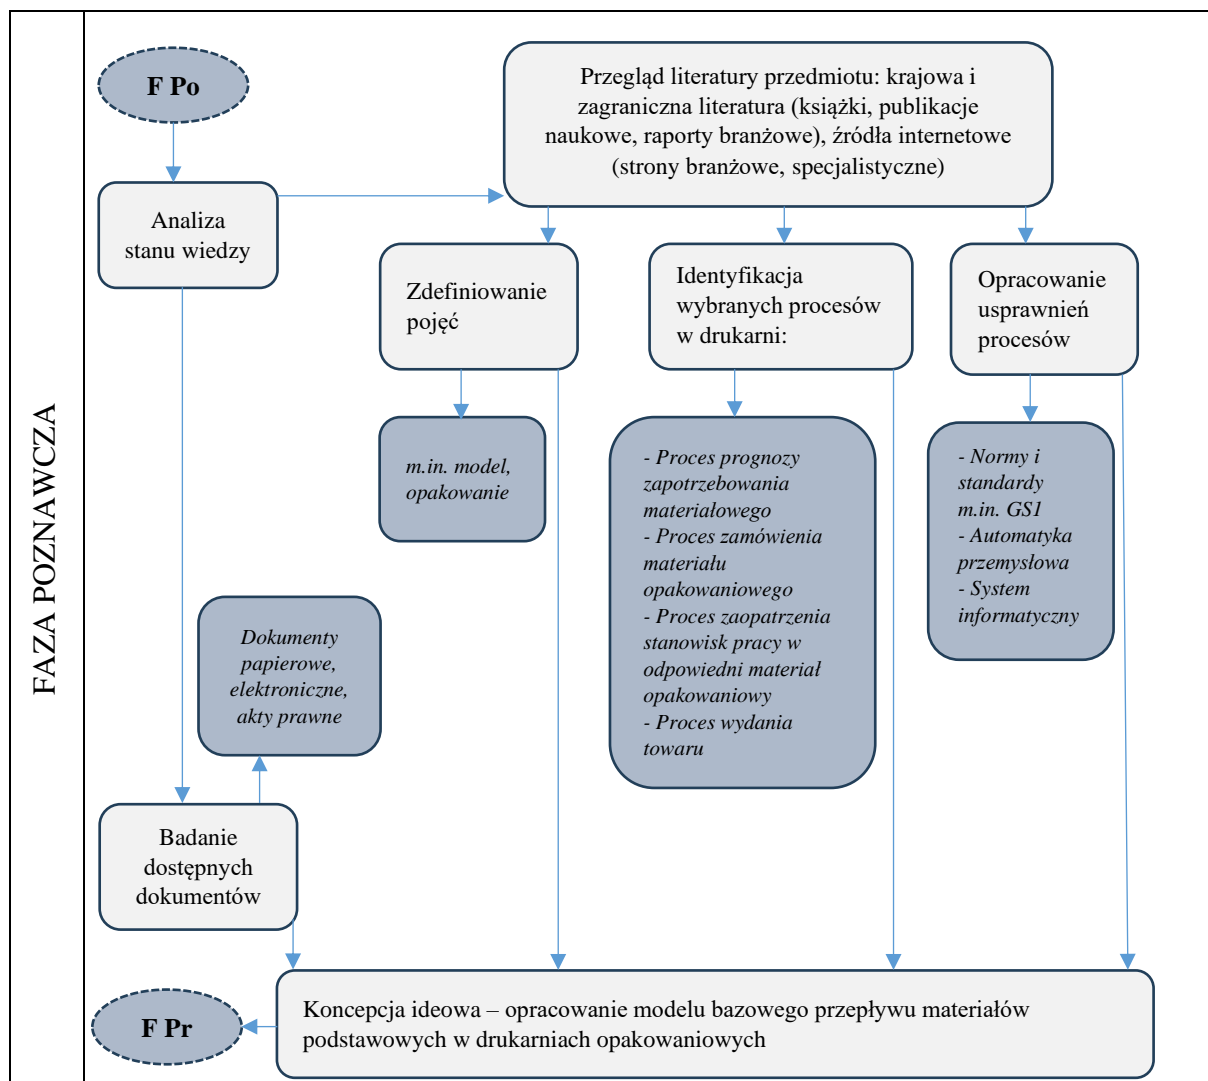 FAZA POZNAWCZA
F Po
Przegląd literatury przedmiotu: krajowa i
zagraniczna literatura (książki, publikacje
naukowe, raporty branżowe), źródła internetowe
(strony branżowe, specjalistyczne)
Analiza
stanu wiedzy
Zdefiniowanie
pojęć
Identyfikacja
wybranych procesów
w drukarni:
Opracowanie
usprawnień
procesów
m.in. model,
opakowanie
- Proces prognozy
zapotrzebowania
materiałowego
- Proces zamówienia
materiału
opakowaniowego
- Proces zaopatrzenia
stanowisk pracy w
odpowiedni materiał
opakowaniowy
- Proces wydania
towaru
- Normy i
standardy
m.in. GS1
- Automatyka
przemysłowa
- System
informatyczny
Dokumenty
papierowe,
elektroniczne,
akty prawne
Badanie
dostępnych
dokumentów
Koncepcja ideowa – opracowanie modelu bazowego przepływu materiałów
podstawowych w drukarniach opakowaniowych
F Pr